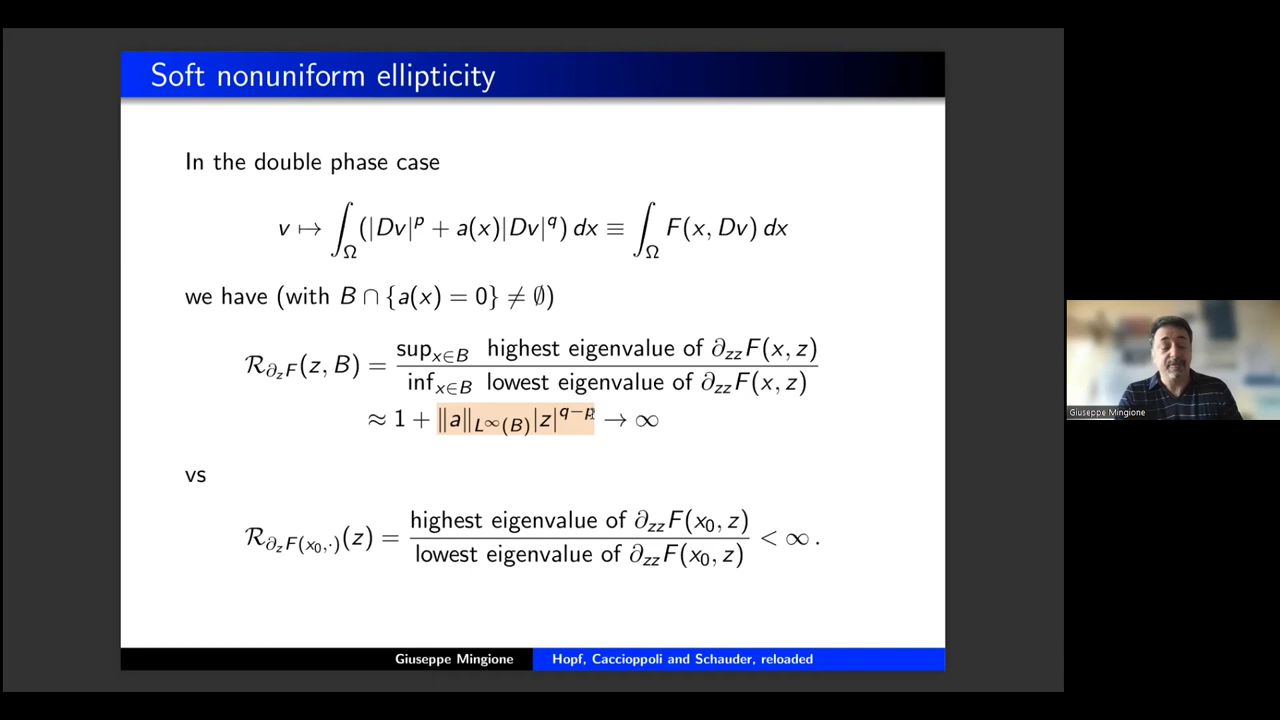 Soft nonuniform ellipticity
In the double phase case
v ↦ ∫_Ω (|Dv|^p + a(x)|Dv|^q) dx ≡ ∫_Ω F(x, Dv) dx
we have (with B ∩ {a(x) = 0} ≠ ∅)
R_{∂_z F}(z, B) = sup_{x∈B} highest eigenvalue of ∂_{zz}F(x, z) / inf_{x∈B} lowest eigenvalue of ∂_{zz}F(x, z)
≈ 1 + ‖a‖_{L^∞(B)}|z|^{q−p} → ∞
vs
R_{∂_z F(x_0,·)}(z) = highest eigenvalue of ∂_{zz}F(x_0, z) / lowest eigenvalue of ∂_{zz}F(x_0, z) < ∞ .
Giuseppe Mingione
Hopf, Caccioppoli and Schauder, reloaded
Giuseppe Mingione